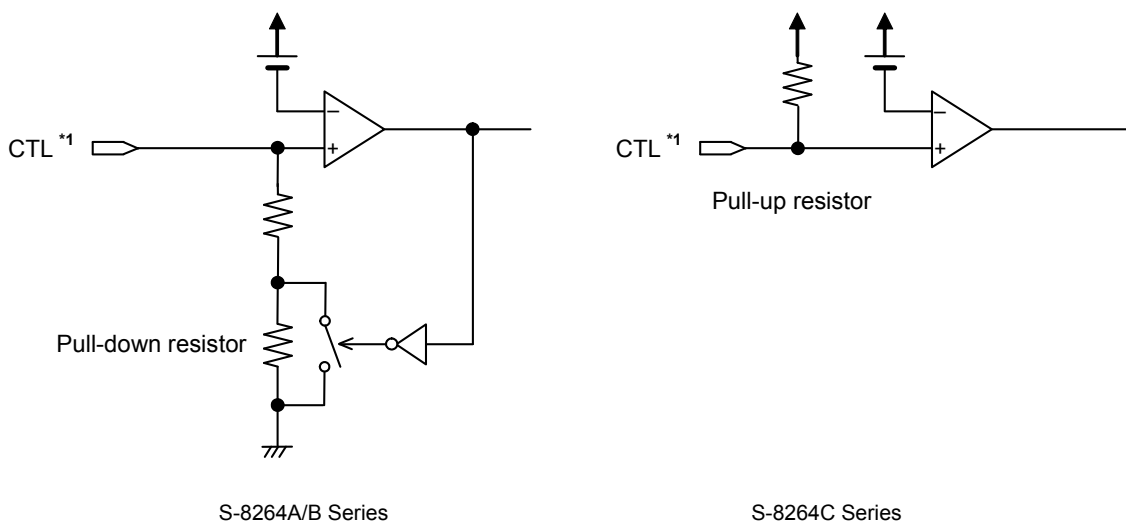 CTL *1
−
+
Pull-down resistor
S-8264A/B Series
CTL *1
−
+
Pull-up resistor
S-8264C Series